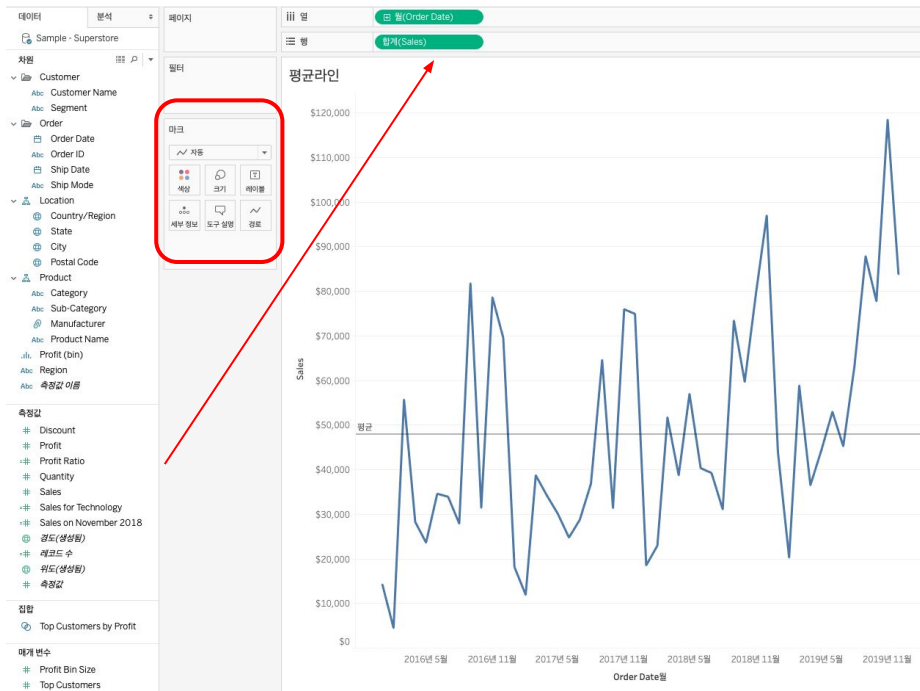 데이터
분석
Sample - Superstore
차원
Customer
Abc Customer Name
Abc Segment
Order
Order Date
Abc Order ID
Ship Date
Abc Ship Mode
Location
Country/Region
State
City
Postal Code
Product
Abc Category
Abc Sub-Category
Manufacturer
Abc Product Name
Profit (bin)
Abc Region
Abc 측정값 이름
측정값
# Discount
# Profit
=# Profit Ratio
# Quantity
# Sales
=# Sales for Technology
=# Sales on November 2018
경도(생성됨)
=# 레코드 수
위도(생성됨)
# 측정값
집합
Top Customers by Profit
매개 변수
# Profit Bin Size
# Top Customers
페이지
필터
마크
자동
색상
크기
레이블
세부 정보
도구 설명
경로
열
월(Order Date)
행
합계(Sales)
평균라인
$120,000
$110,000
$100,000
$90,000
$80,000
$70,000
$60,000
$50,000
$40,000
$30,000
$20,000
$10,000
$0
Sales
평균
2016년 5월
2016년 11월
2017년 5월
2017년 11월
2018년 5월
2018년 11월
2019년 5월
2019년 11월
Order Date월